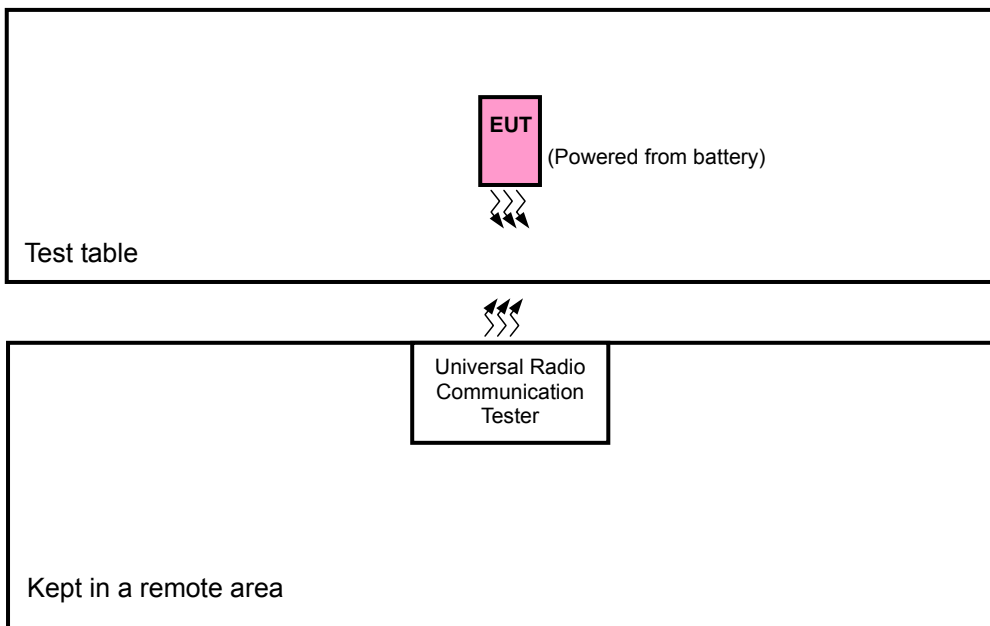 EUT
(Powered from battery)
Test table
Universal Radio
Communication
Tester
Kept in a remote area